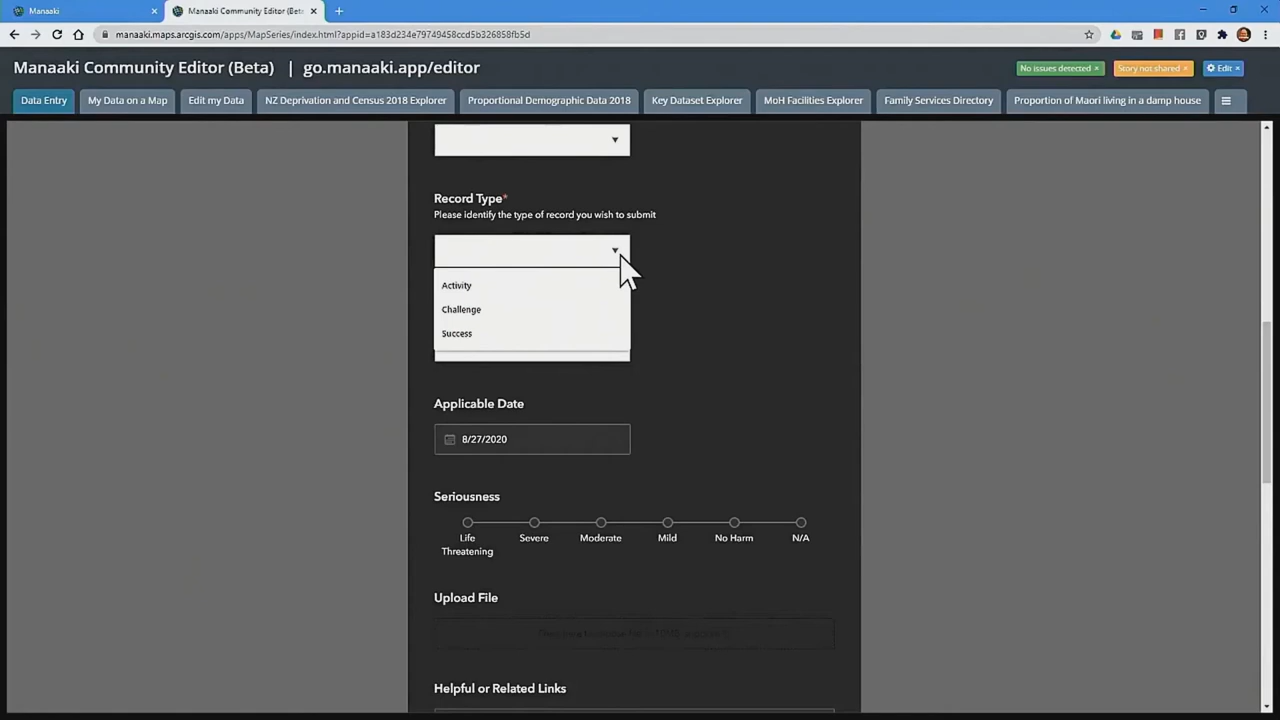 Manaaki
Manaaki Community Editor (Beta
manaaki.maps.arcgis.com/apps/MapSeries/index.html?appid=a183d234e79749458ccd5b326858f5d
Manaaki Community Editor (Beta) | go.manaaki.app/editor
No issues detected ×
Story not shared ×
Edit ×
Data Entry
My Data on a Map
Edit my Data
NZ Deprivation and Census 2018 Explorer
Proportional Demographic Data 2018
Key Dataset Explorer
MoH Facilities Explorer
Family Services Directory
Proportion of Maori living in a damp house
Record Type*
Please identify the type of record you wish to submit
Activity
Challenge
Success
Applicable Date
8/27/2020
Seriousness
Life Threatening
Severe
Moderate
Mild
No Harm
N/A
Upload File
Helpful or Related Links